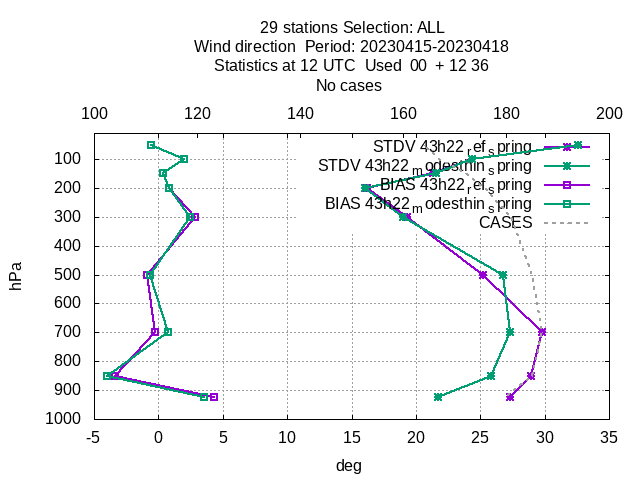 29 stations Selection: ALL
Wind direction  Period: 20230415-20230418
Statistics at 12 UTC  Used  00  + 12 36
No cases
100 120 140 160 180 200
STDV 43h22_ref_spring
STDV 43h22_modesthin_spring
BIAS 43h22_ref_spring
BIAS 43h22_modesthin_spring
CASES
hPa
100
200
300
400
500
600
700
800
900
1000
-5 0 5 10 15 20 25 30 35
deg